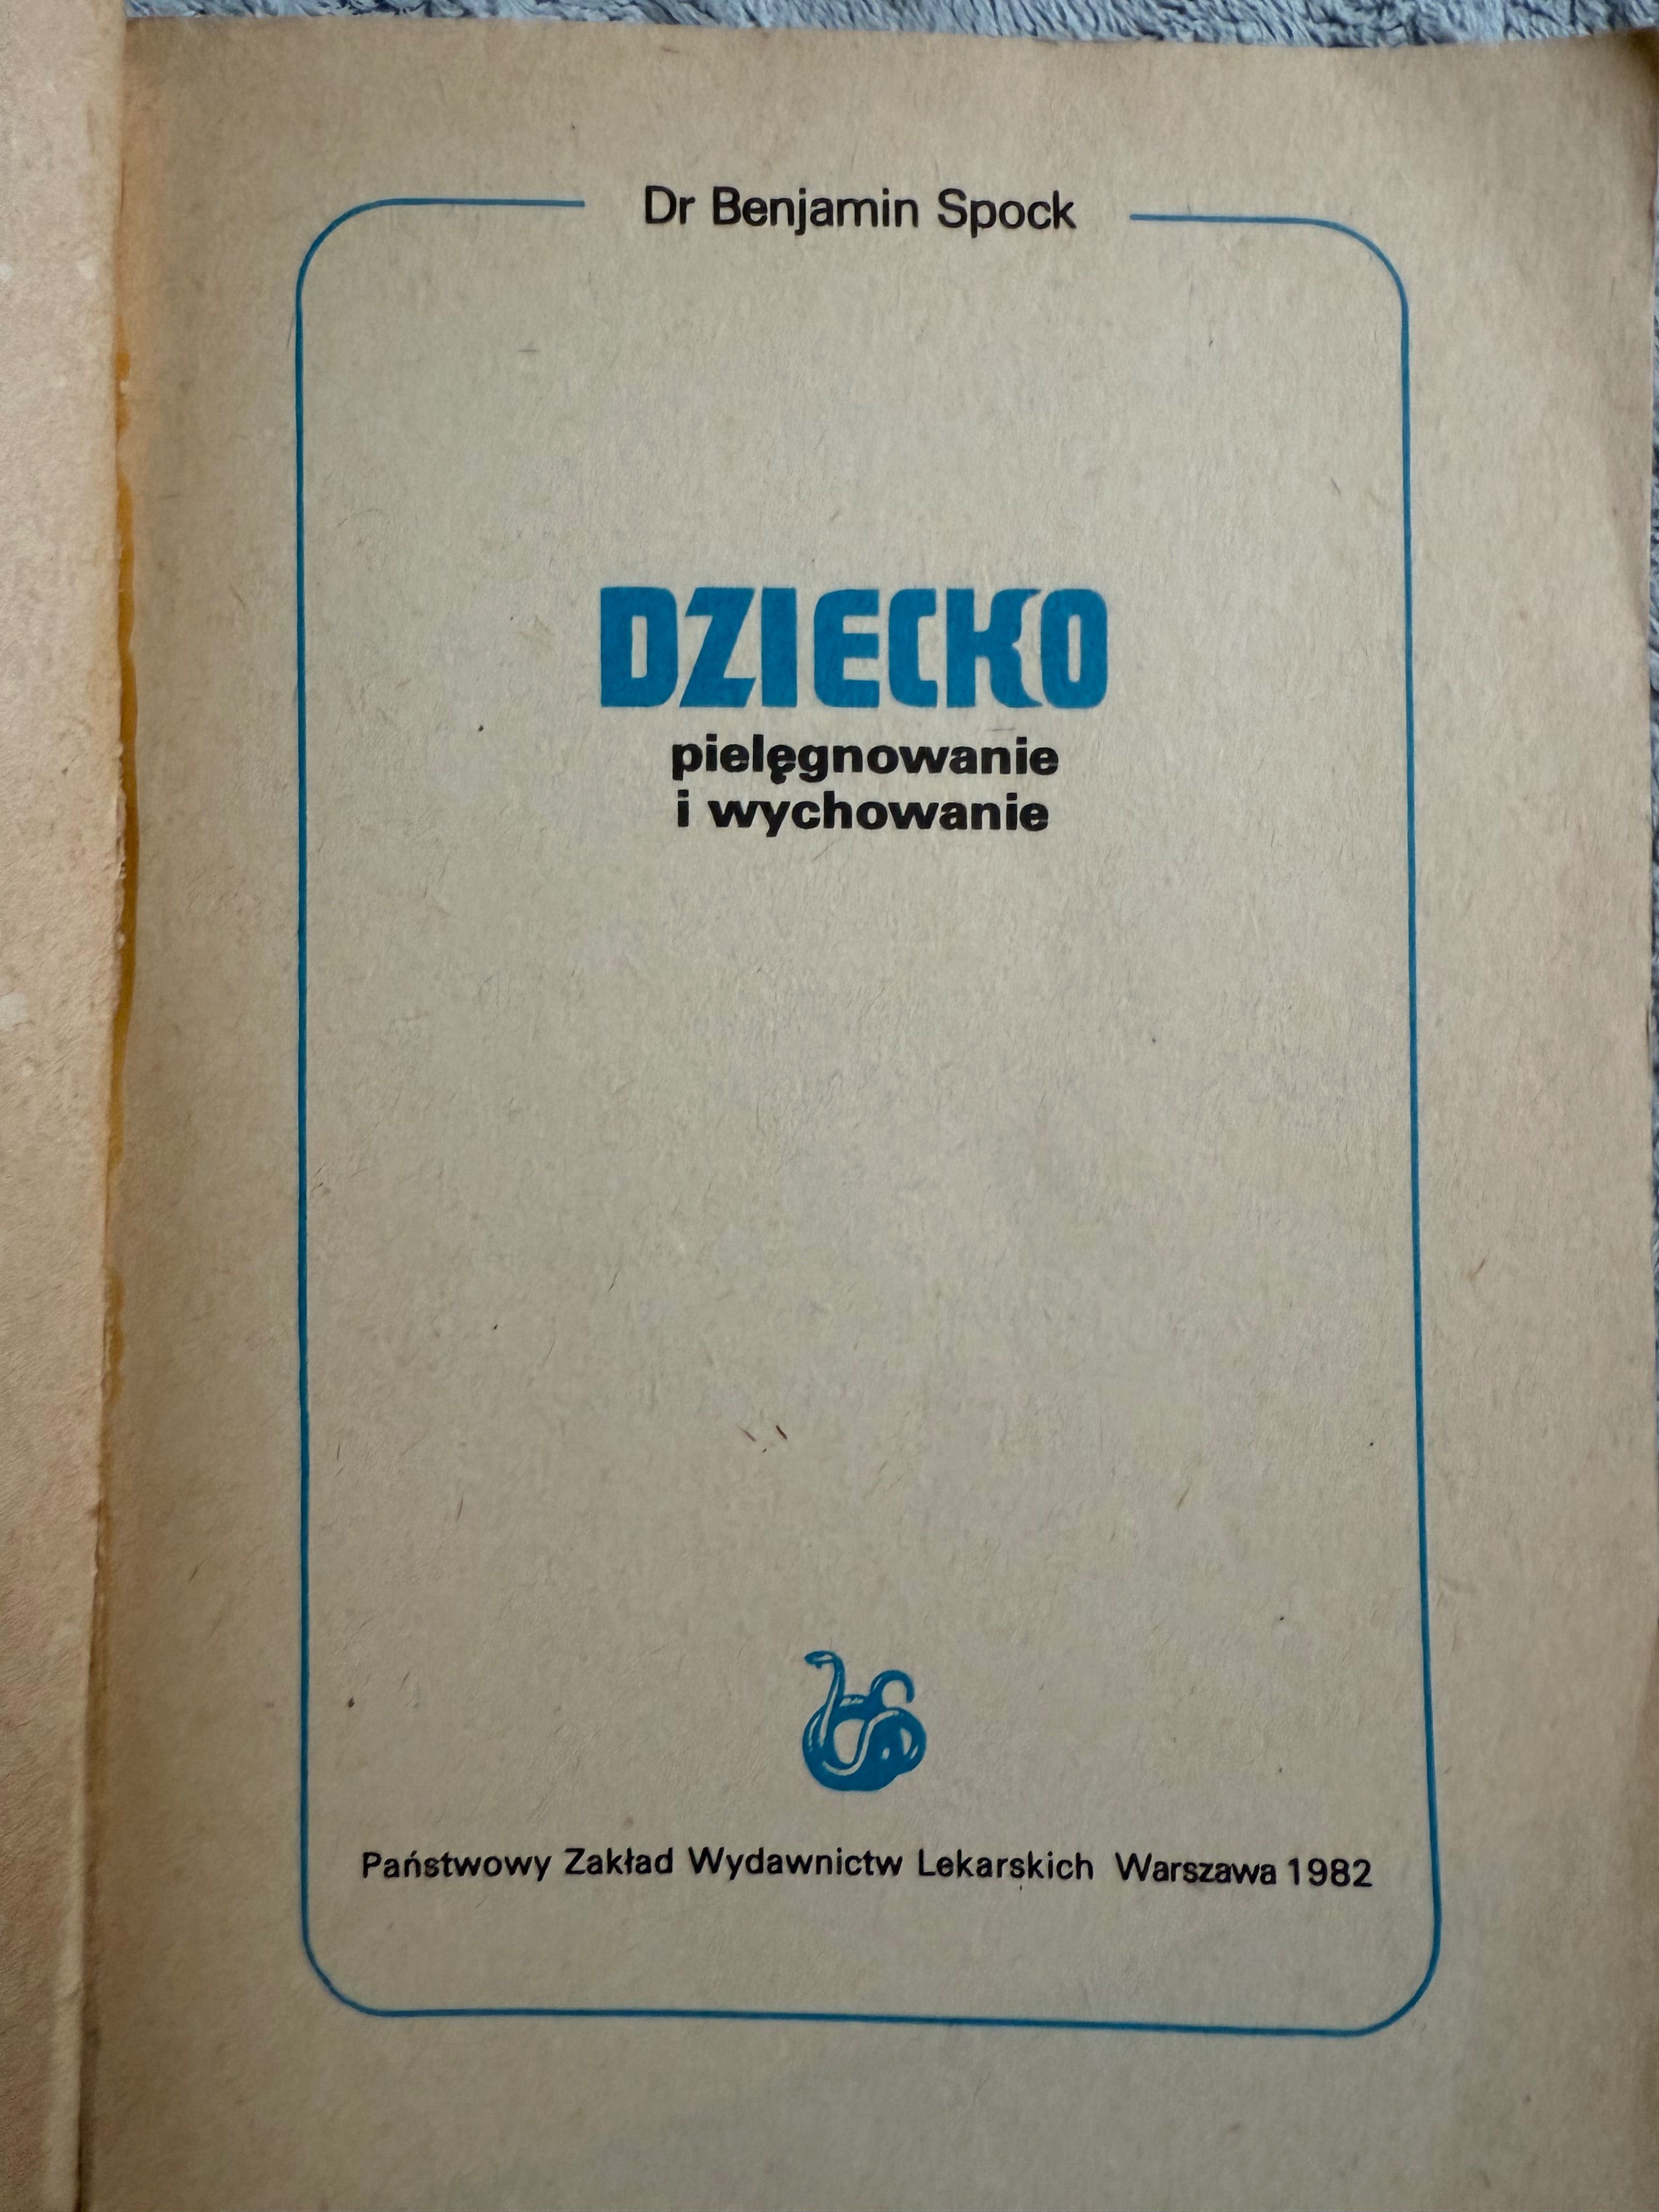 Dr Benjamin Spock
DZIECKO
pielęgnowanie
i wychowanie
Państwowy Zakład Wydawnictw Lekarskich Warszawa 1982